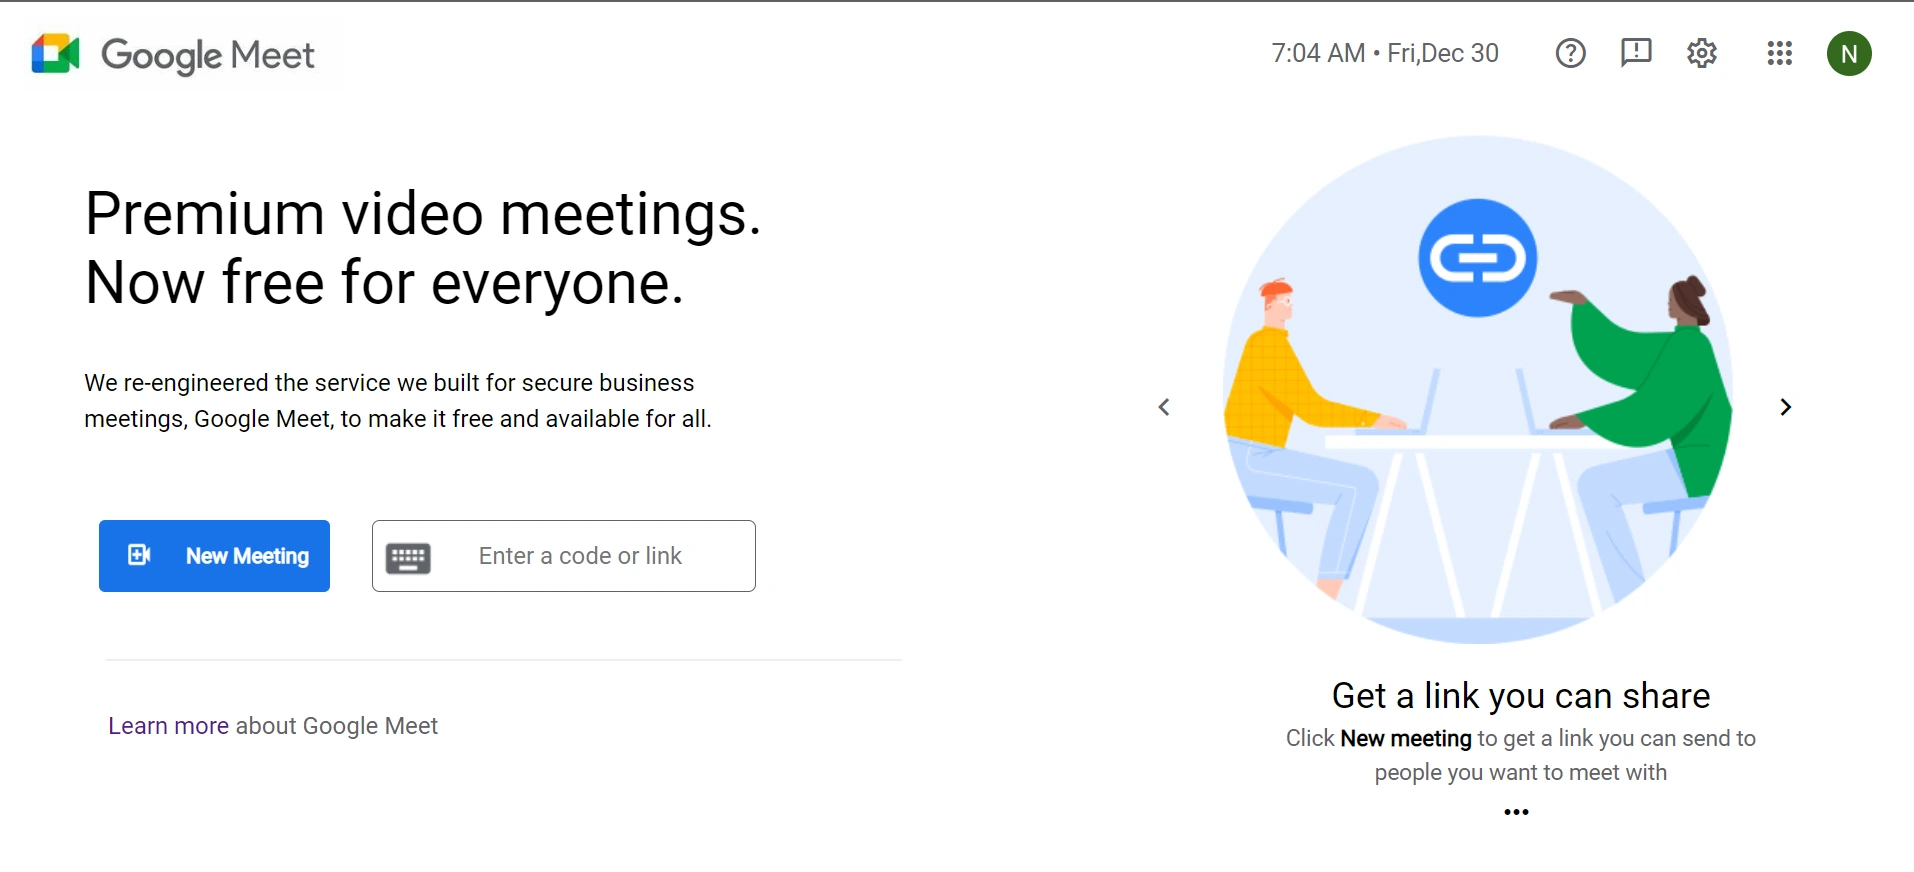 Google Meet
7:04 AM • Fri,Dec 30
N
Premium video meetings.
Now free for everyone.
We re-engineered the service we built for secure business
meetings, Google Meet, to make it free and available for all.
New Meeting
Enter a code or link
Learn more about Google Meet
Get a link you can share
Click New meeting to get a link you can send to
people you want to meet with